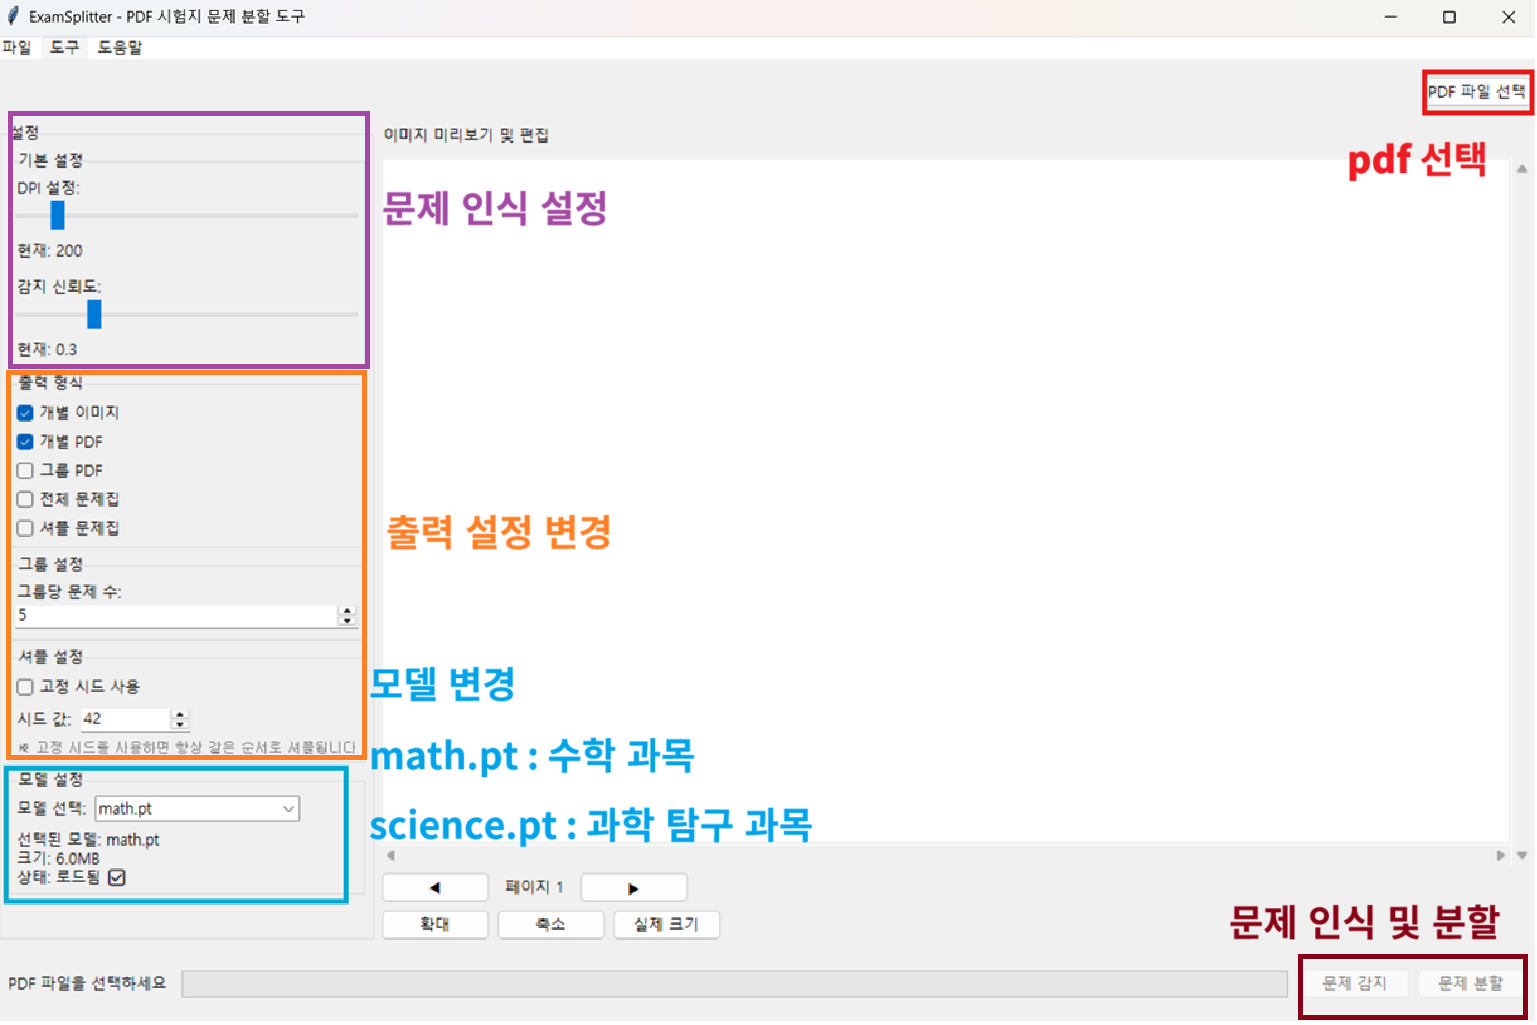 ExamSplitter - PDF 시험지 문제 분할 도구
파일 도구 도움말
PDF 파일 선택
pdf 선택
설정
기본 설정
DPI 설정:
현재: 200
감지 신뢰도:
현재: 0.3
이미지 미리보기 및 편집
문제 인식 설정
출력 형식
개별 이미지
개별 PDF
그룹 PDF
전체 문제집
셔플 문제집
출력 설정 변경
그룹 설정
그룹당 문제 수:
5
셔플 설정
고정 시드 사용
시드 값: 42
※ 고정 시드를 사용하면 항상 같은 순서로 셔플됩니다
모델 변경
math.pt : 수학 과목
science.pt : 과학 탐구 과목
모델 설정
모델 선택: math.pt
선택된 모델: math.pt
크기: 6.0MB
상태: 로드됨
페이지 1
확대 축소 실제 크기
문제 인식 및 분할
PDF 파일을 선택하세요
문제 감지 문제 분할